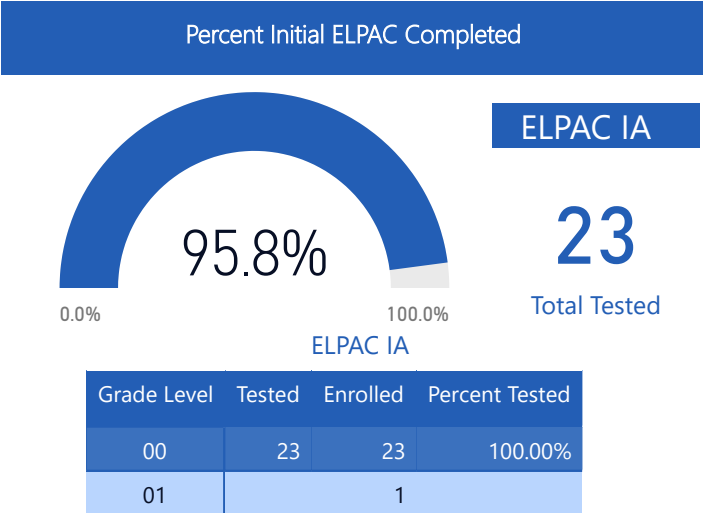 Percent Initial ELPAC Completed
ELPAC IA
95.8%
23
0.0%
100.0%
Total Tested
ELPAC IA
Grade Level Tested Enrolled Percent Tested
00 23 23 100.00%
01 1